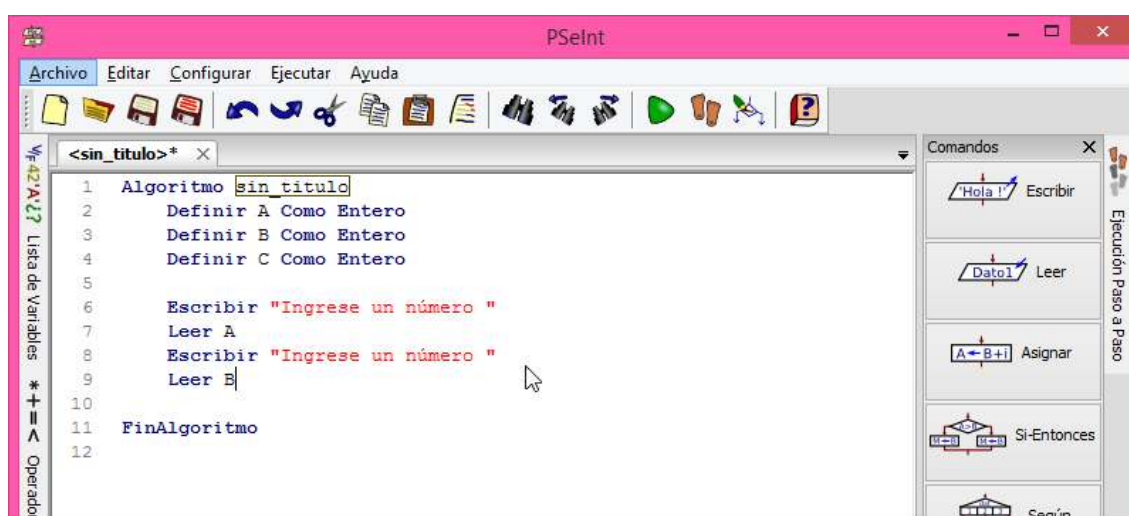 PSeInt
Archivo Editar Configurar Ejecutar Ayuda
<sin_titulo>*
1 Algoritmo sin_titulo
2 Definir A Como Entero
3 Definir B Como Entero
4 Definir C Como Entero
5
6 Escribir "Ingrese un número "
7 Leer A
8 Escribir "Ingrese un número "
9 Leer B
10
11 FinAlgoritmo
12
Lista de Variables
* + = < Operador
Comandos
'Hola !' Escribir
Dato1 Leer
A←B+i Asignar
Si-Entonces
Según
Ejecución Paso a Paso